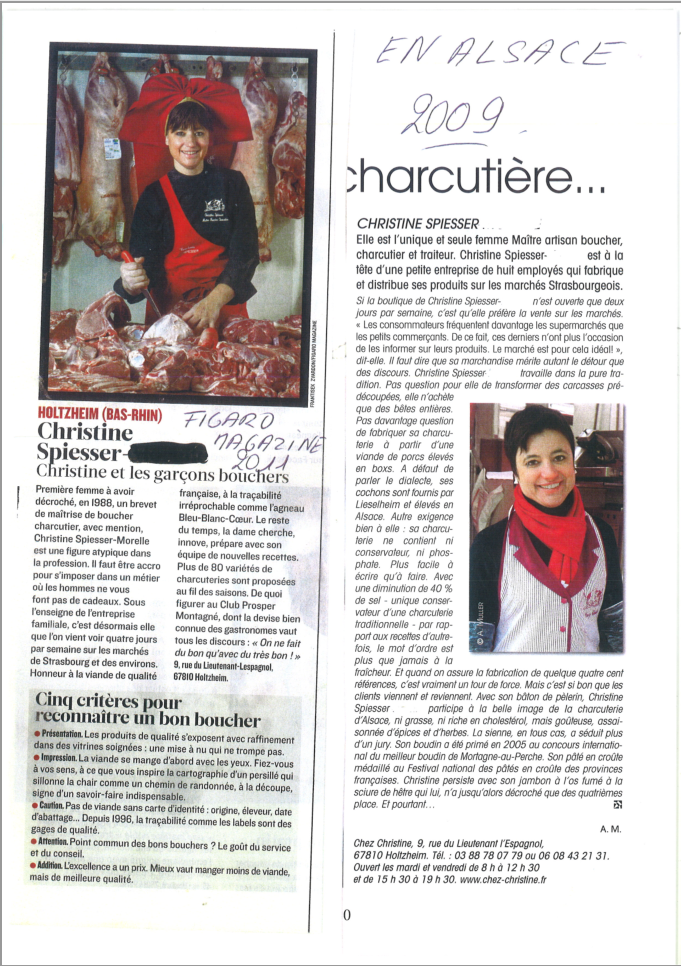 FRANTISEK ZVARDON/FIGARO MAGAZINE
HOLTZHEIM (BAS-RHIN)
Christine
Spiesser-
FIGARO
MAGAZINE
2011
Christine et les garçons bouchers
Première femme à avoir
décroché, en 1988, un brevet
de maîtrise de boucher
charcutier, avec mention,
Christine Spiesser-Morelle
est une figure atypique dans
la profession. Il faut être accro
pour s'imposer dans un métier
où les hommes ne vous
font pas de cadeaux. Sous
l'enseigne de l'entreprise
familiale, c'est désormais elle
que l'on vient voir quatre jours
par semaine sur les marchés
de Strasbourg et des environs.
Honneur à la viande de qualité
française, à la traçabilité
irréprochable comme l'agneau
Bleu-Blanc-Cœur. Le reste
du temps, la dame cherche,
innove, prépare avec son
équipe de nouvelles recettes.
Plus de 80 variétés de
charcuteries sont proposées
au fil des saisons. De quoi
figurer au Club Prosper
Montagné, dont la devise bien
connue des gastronomes vaut
tous les discours : « On ne fait
du bon qu'avec du très bon ! »
9, rue du Lieutenant-Lespagnol,
67810 Holtzheim.
Cinq critères pour
reconnaître un bon boucher
● Présentation. Les produits de qualité s'exposent avec raffinement
dans des vitrines soignées : une mise à nu qui ne trompe pas.
● Impression. La viande se mange d'abord avec les yeux. Fiez-vous
à vos sens, à ce que vous inspire la cartographie d'un persillé qui
sillonne la chair comme un chemin de randonnée, à la découpe,
signe d'un savoir-faire indispensable.
● Caution. Pas de viande sans carte d'identité : origine, éleveur, date
d'abattage... Depuis 1996, la traçabilité comme les labels sont des
gages de qualité.
● Attention. Point commun des bons bouchers ? Le goût du service
et du conseil.
● Addition. L'excellence a un prix. Mieux vaut manger moins de viande,
mais de meilleure qualité.
EN ALSACE
2009.
charcutière...
CHRISTINE SPIESSER
Elle est l'unique et seule femme Maître artisan boucher,
charcutier et traiteur. Christine Spiesser- est à la
tête d'une petite entreprise de huit employés qui fabrique
et distribue ses produits sur les marchés Strasbourgeois.
Si la boutique de Christine Spiesser- n'est ouverte que deux
jours par semaine, c'est qu'elle préfère la vente sur les marchés.
« Les consommateurs fréquentent davantage les supermarchés que
les petits commerçants. De ce fait, ces derniers n'ont plus l'occasion
de les informer sur leurs produits. Le marché est pour cela idéal! »,
dit-elle. Il faut dire que sa marchandise mérite autant le détour que
des discours. Christine Spiesser travaille dans la pure tra-
dition. Pas question pour elle de transformer des carcasses pré-
découpées, elle n'achète
que des bêtes entières.
Pas davantage question
de fabriquer sa charcu-
terie à partir d'une
viande de porcs élevés
en boxs. A défaut de
parler le dialecte, ses
cochons sont fournis par
Lieselheim et élevés en
Alsace. Autre exigence
bien à elle : sa charcu-
terie ne contient ni
conservateur, ni phos-
phate. Plus facile à
écrire qu'à faire. Avec
une diminution de 40 %
de sel - unique conser-
vateur d'une charcuterie
traditionnelle - par rap-
port aux recettes d'autre-
fois, le mot d'ordre est
plus que jamais à la
fraîcheur. Et quand on assure la fabrication de quelque quatre cent
références, c'est vraiment un tour de force. Mais c'est si bon que les
clients viennent et reviennent. Avec son bâton de pèlerin, Christine
Spiesser participe à la belle image de la charcuterie
d'Alsace, ni grasse, ni riche en cholestérol, mais goûteuse, assai-
sonnée d'épices et d'herbes. La sienne, en tous cas, a séduit plus
d'un jury. Son boudin a été primé en 2005 au concours internatio-
nal du meilleur boudin de Mortagne-au-Perche. Son pâté en croûte
médaillé au Festival national des pâtés en croûte des provinces
françaises. Christine persiste avec son jambon à l'os fumé à la
sciure de hêtre qui lui, n'a jusqu'alors décroché que des quatrièmes
place. Et pourtant...
© A. MULLER
A. M.
Chez Christine, 9, rue du Lieutenant l'Espagnol,
67810 Holtzheim. Tél. : 03 88 78 07 79 ou 06 08 43 21 31.
Ouvert les mardi et vendredi de 8 h à 12 h 30
et de 15 h 30 à 19 h 30. www.chez-christine.fr
0